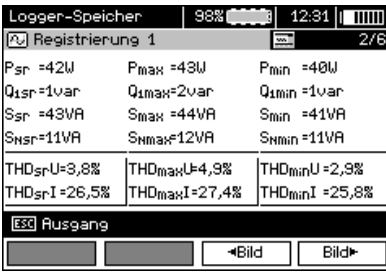 Logger-Speicher 98% 12:31
Registrierung 1 2/6
Psr =42W Pmax =43W Pmin =40W
Q1sr=1var Q1max=2var Q1min =1var
Ssr =43VA Smax =44VA Smin =41VA
SNsr=11VA SNmax=12VA SNmin =11VA
THDsrU=3,8% THDmaxU=4,9% THDminU =2,9%
THDsrI =26,5% THDmaxI=27,4% THDminI =25,8%
ESC Ausgang
◄Bild Bild►